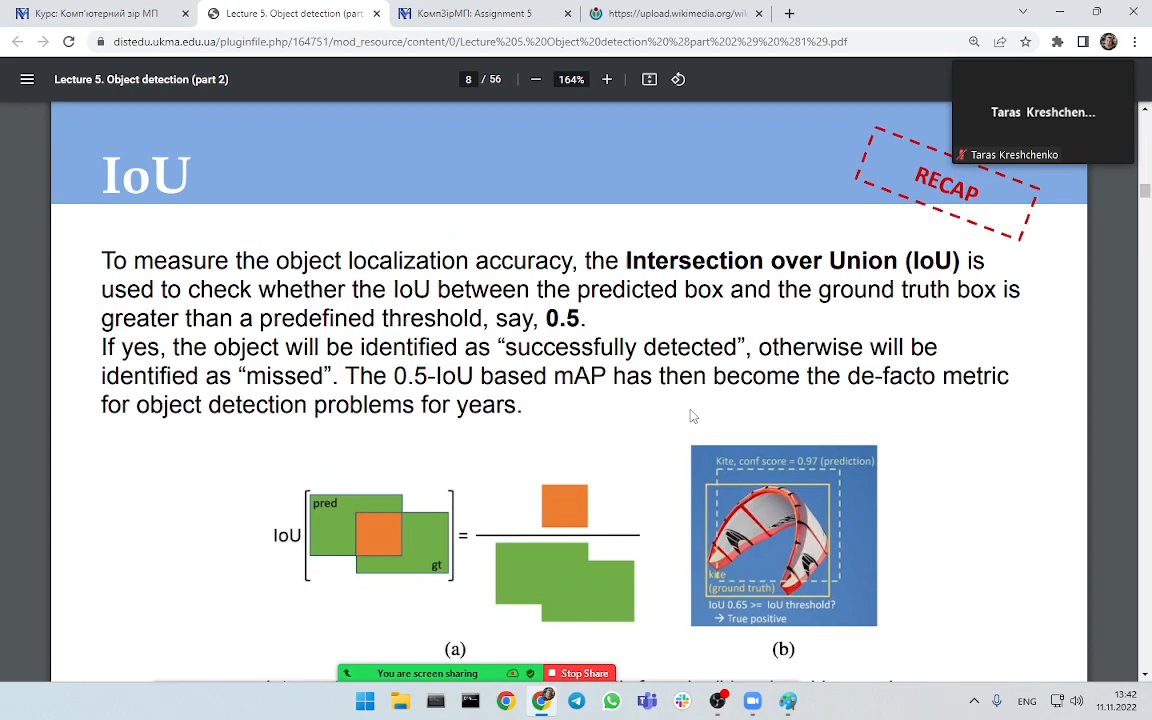 Курс: Комп'ютерний зір МП
Lecture 5. Object detection (part
КомпЗірМП: Assignment 5
https://upload.wikimedia.org/wik
distedu.ukma.edu.ua/pluginfile.php/164751/mod_resource/content/0/Lecture%205.%20Object%20detection%20%28part%202%29%20%281%29.pdf
Lecture 5. Object detection (part 2)
8 / 56
164%
Taras Kreshchen...
Taras Kreshchenko
IoU
RECAP
To measure the object localization accuracy, the Intersection over Union (IoU) is
used to check whether the IoU between the predicted box and the ground truth box is
greater than a predefined threshold, say, 0.5.
If yes, the object will be identified as “successfully detected”, otherwise will be
identified as “missed”. The 0.5-IoU based mAP has then become the de-facto metric
for object detection problems for years.
Kite, conf score = 0.97 (prediction)
pred
IoU
=
gt
kite
(ground truth)
IoU 0.65 >= IoU threshold?
→ True positive
(a)
(b)
You are screen sharing
Stop Share
ENG
13:42
11.11.2022